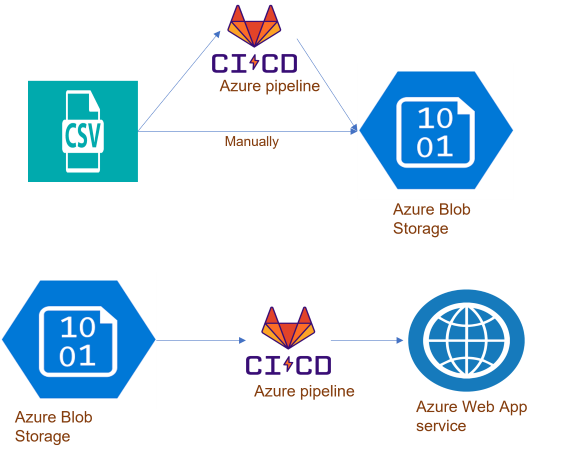 CI CD
Azure pipeline
CSV
Manually
10
01
Azure Blob
Storage
10
01
Azure Blob
Storage
CI CD
Azure pipeline
Azure Web App
service